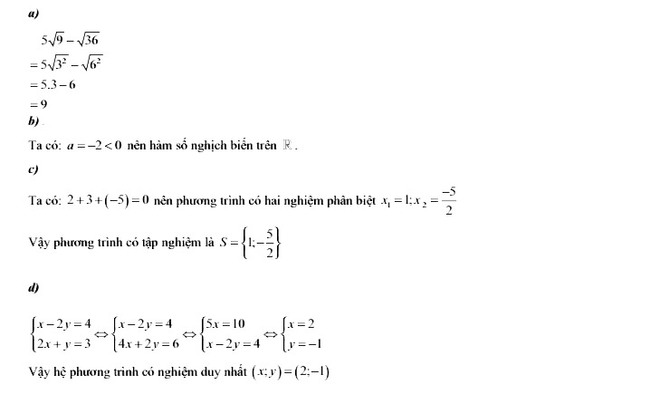 a)
5√9 − √36
= 5√3² − √6²
= 5.3 − 6
= 9
b)
Ta có: a = −2 < 0 nên hàm số nghịch biến trên ℝ.
c)
Ta có: 2 + 3 + (−5) = 0 nên phương trình có hai nghiệm phân biệt x₁ = 1; x₂ = −5/2
Vậy phương trình có tập nghiệm là S = {1; −5/2}
d)
{x − 2y = 4; 2x + y = 3 ⇔ {x − 2y = 4; 4x + 2y = 6 ⇔ {5x = 10; x − 2y = 4 ⇔ {x = 2; y = −1
Vậy hệ phương trình có nghiệm duy nhất (x; y) = (2; −1)